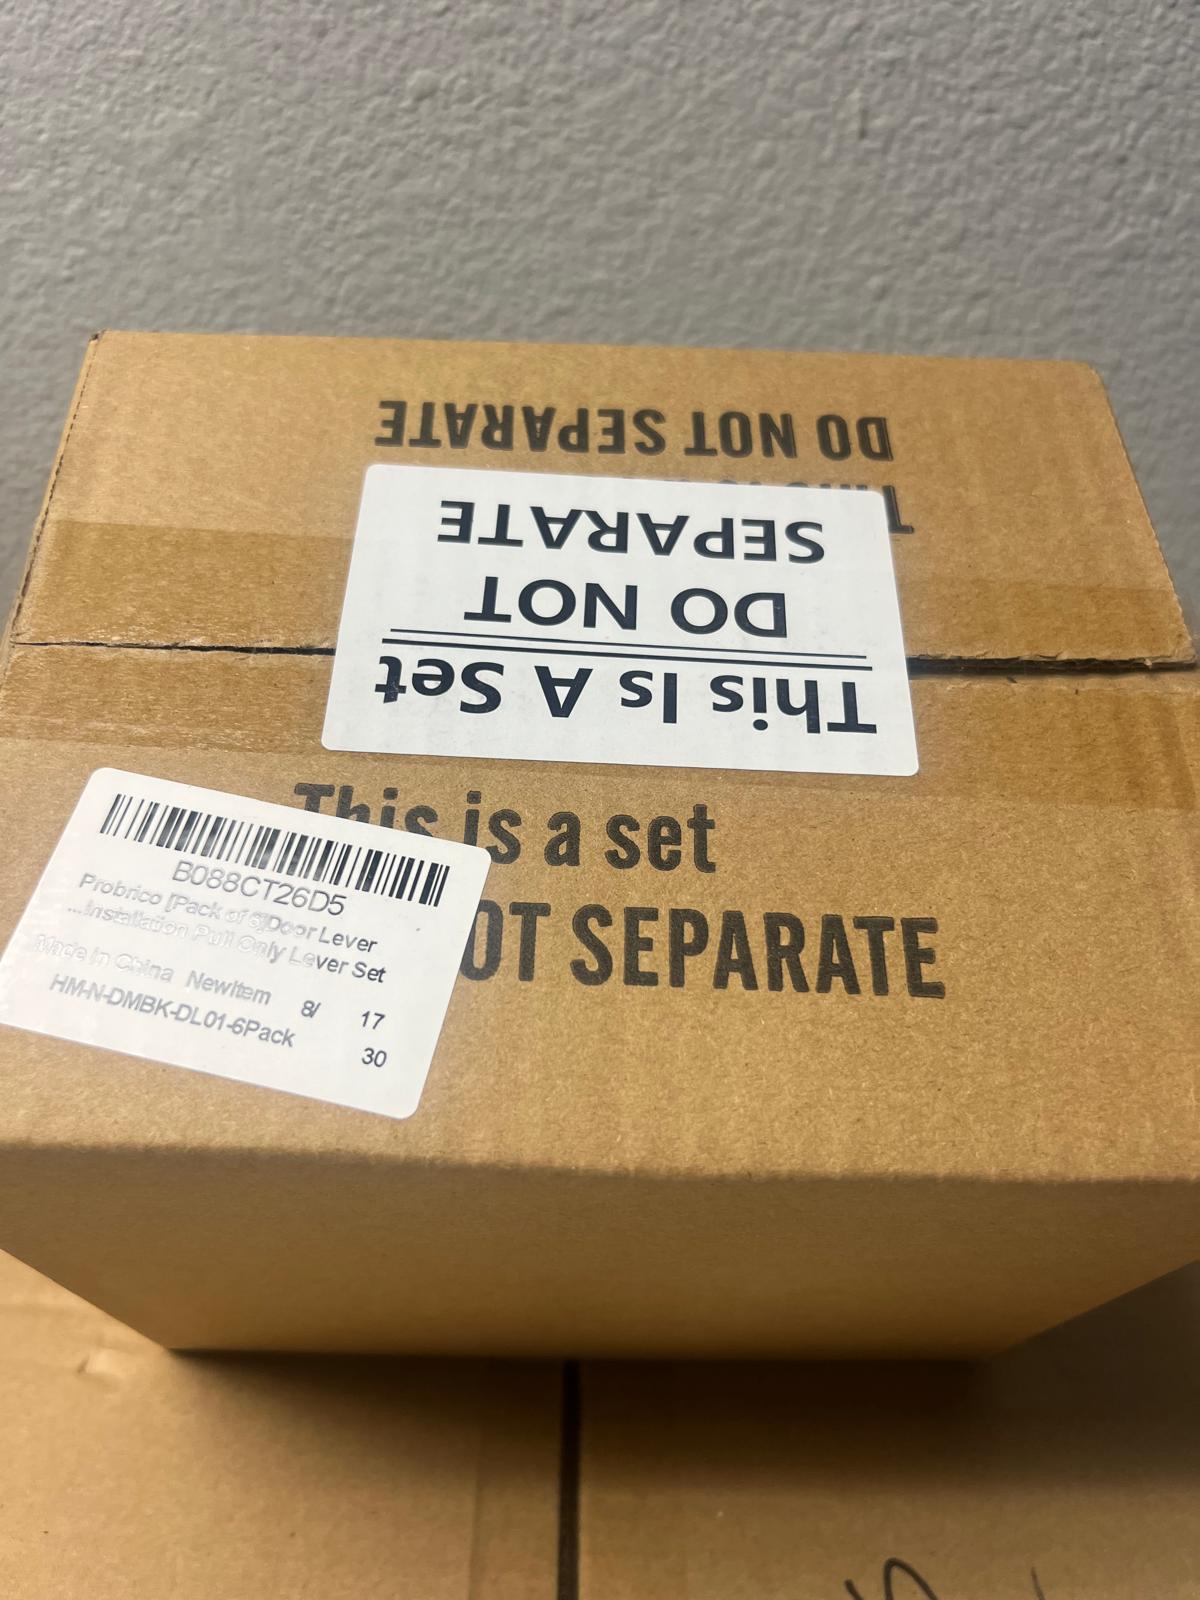 DO NOT SEPARATE
This Is A Set
DO NOT
SEPARATE
This is a set
OT SEPARATE
B088CT26D5
Probrico [Pack of 6]Door Lever
...Installation Pull Only Lever Set
Made In China NewItem 8/ 17
HM-N-DMBK-DL01-6Pack 30